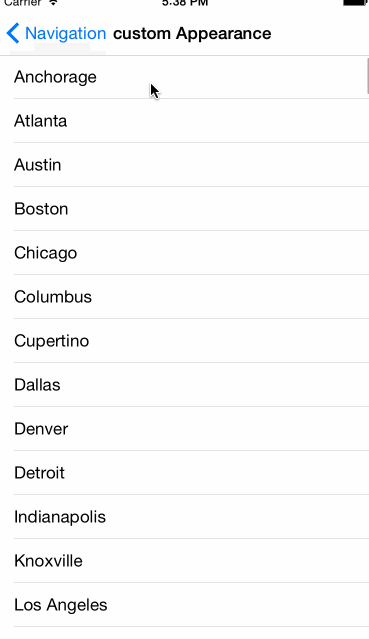 Carrier 5:38 PM
Navigation custom Appearance
Anchorage
Atlanta
Austin
Boston
Chicago
Columbus
Cupertino
Dallas
Denver
Detroit
Indianapolis
Knoxville
Los Angeles